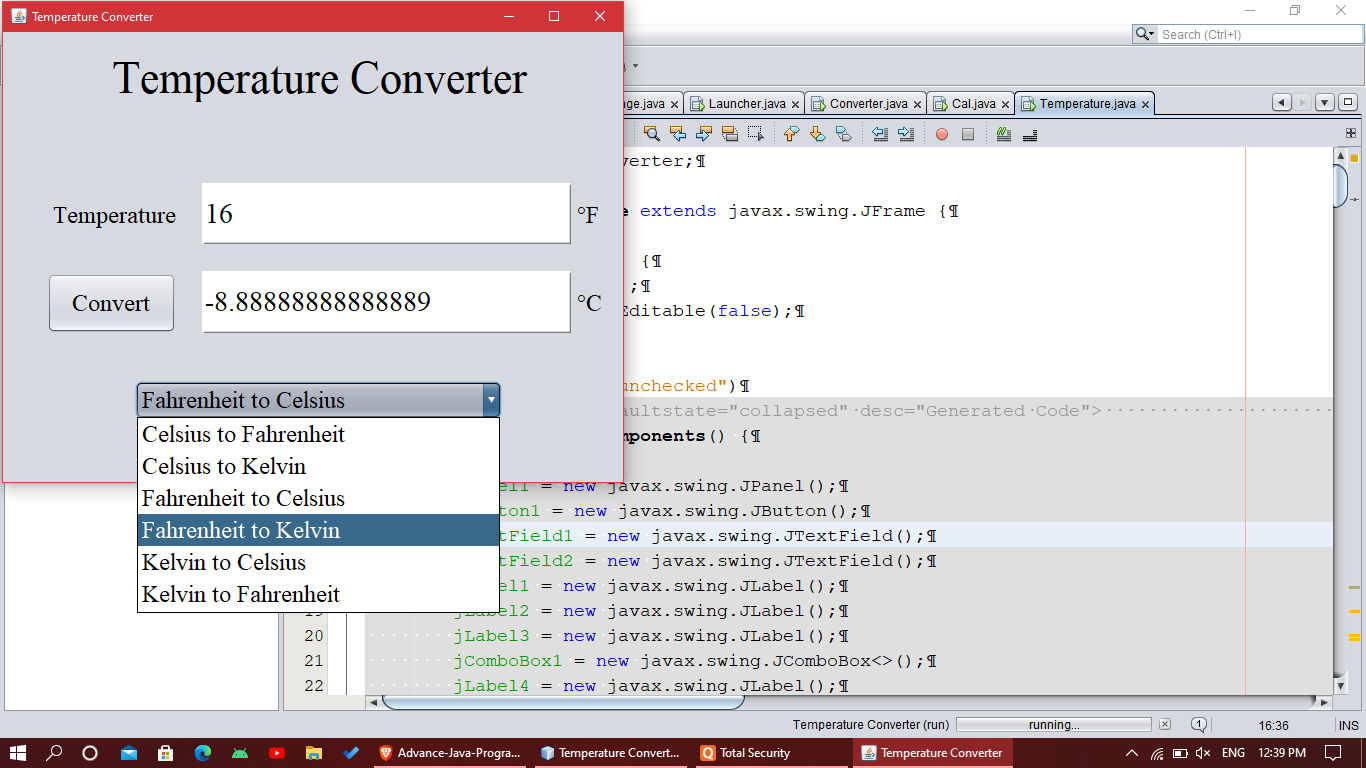 Temperature Converter
Temperature Converter
Temperature
16
°F
Convert
-8.88888888888889
°C
Fahrenheit to Celsius
Celsius to Fahrenheit
Celsius to Kelvin
Fahrenheit to Celsius
Fahrenheit to Kelvin
Kelvin to Celsius
Kelvin to Fahrenheit
Search (Ctrl+I)
age.java
Launcher.java
Converter.java
Cal.java
Temperature.java
verter;¶
e extends javax.swing.JFrame {¶
{¶
;¶
Editable(false);¶
unchecked")¶
aultstate="collapsed" desc="Generated Code">
mponents() {¶
el1 = new javax.swing.JPanel();¶
ton1 = new javax.swing.JButton();¶
tField1 = new javax.swing.JTextField();¶
tField2 = new javax.swing.JTextField();¶
el1 = new javax.swing.JLabel();¶
jLabel2 = new javax.swing.JLabel();¶
20 jLabel3 = new javax.swing.JLabel();¶
21 jComboBox1 = new javax.swing.JComboBox<>();¶
22 jLabel4 = new javax.swing.JLabel();¶
Temperature Converter (run)
running...
1
16:36
INS
Advance-Java-Progra...
Temperature Convert...
Total Security
Temperature Converter
ENG
12:39 PM